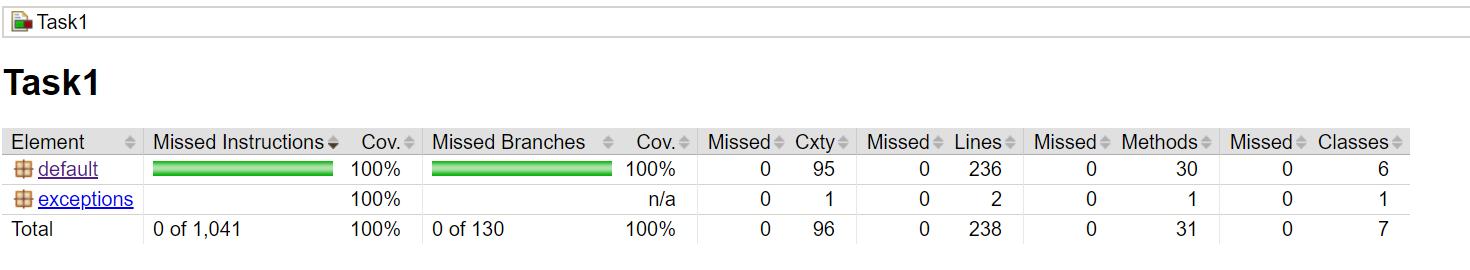 Task1
Task1
Element Missed Instructions Cov. Missed Branches Cov. Missed Cxty Missed Lines Missed Methods Missed Classes
default 100% 100% 0 95 0 236 0 30 0 6
exceptions 100% n/a 0 1 0 2 0 1 0 1
Total 0 of 1,041 100% 0 of 130 100% 0 96 0 238 0 31 0 7